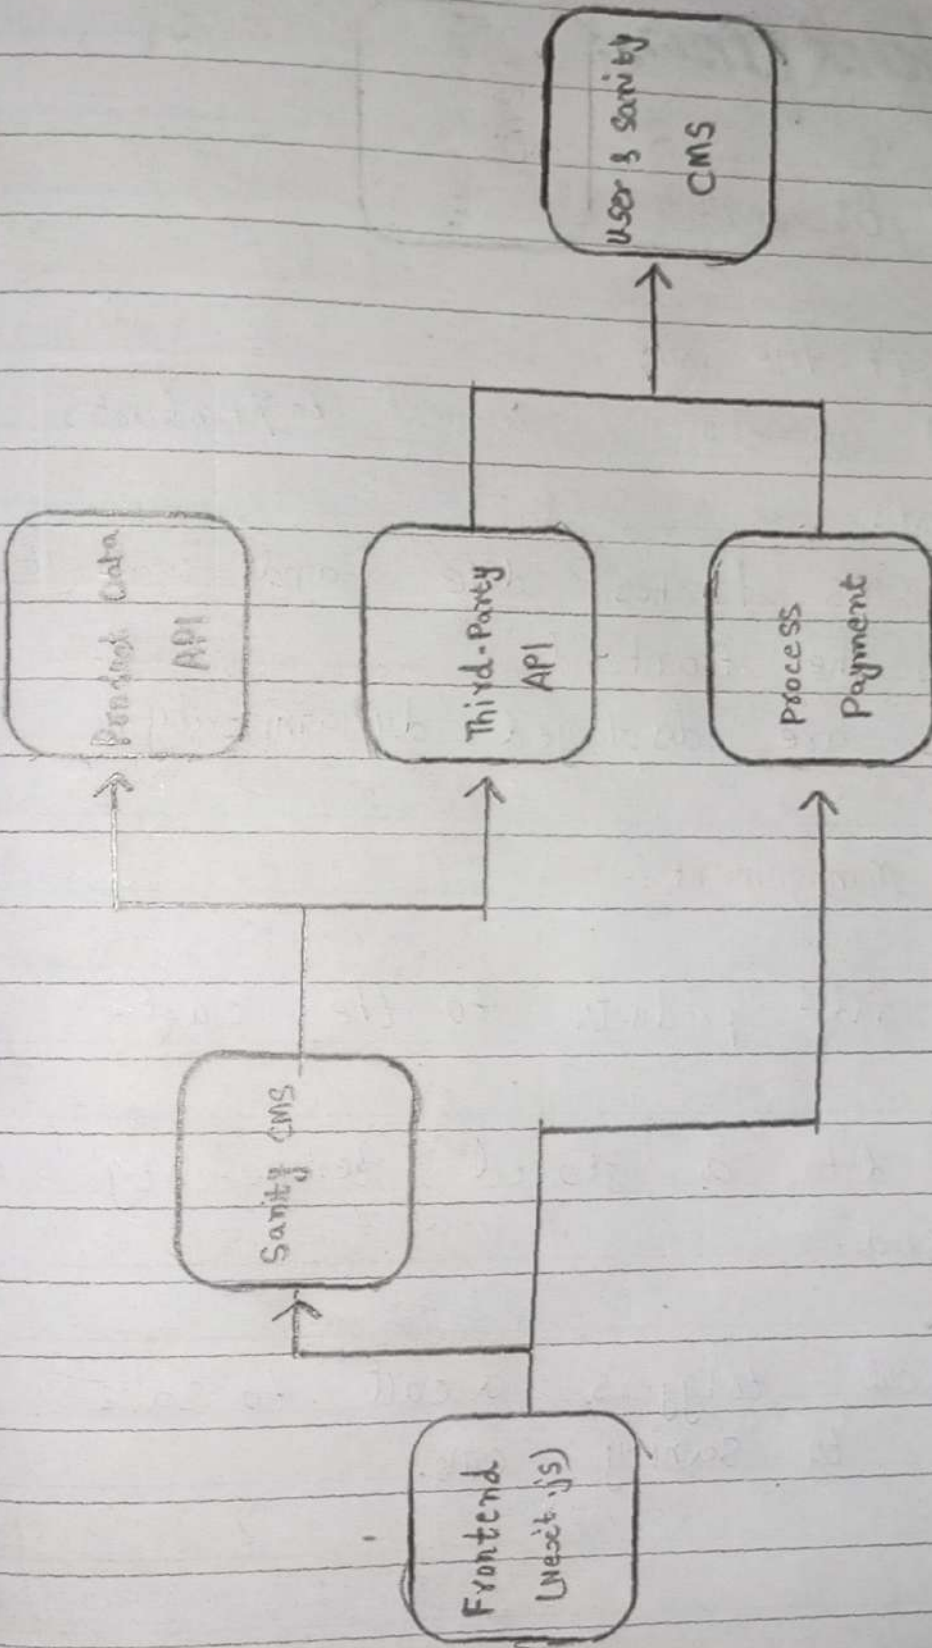 Frontend
(Next.js)
Sanity CMS
Product Data
API
Third-Party
API
Process
Payment
User & Sanity
CMS